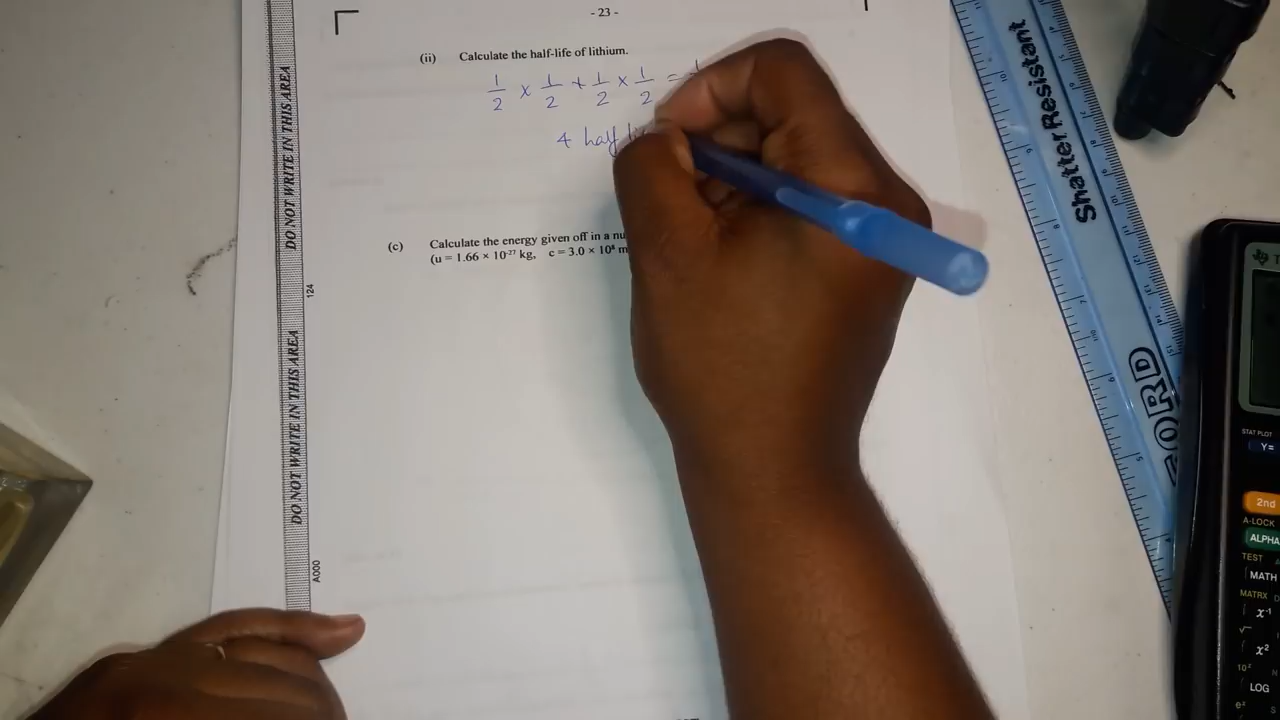 - 23 -
(ii) Calculate the half-life of lithium.
1/2 × 1/2 + 1/2 × 1/2 =
4 half
(c) Calculate the energy given off in a
(u = 1.66 × 10⁻²⁷ kg, c = 3.0 × 10⁸
DO NOT WRITE IN THIS AREA
DO NOT WRITE IN THIS AREA
124
A000
Shatter Resistant
STAT PLOT
Y=
2nd
A-LOCK
ALPHA
TEST
MATH
MATRX
x⁻¹
√
x²
10ˣ
LOG
eˣ